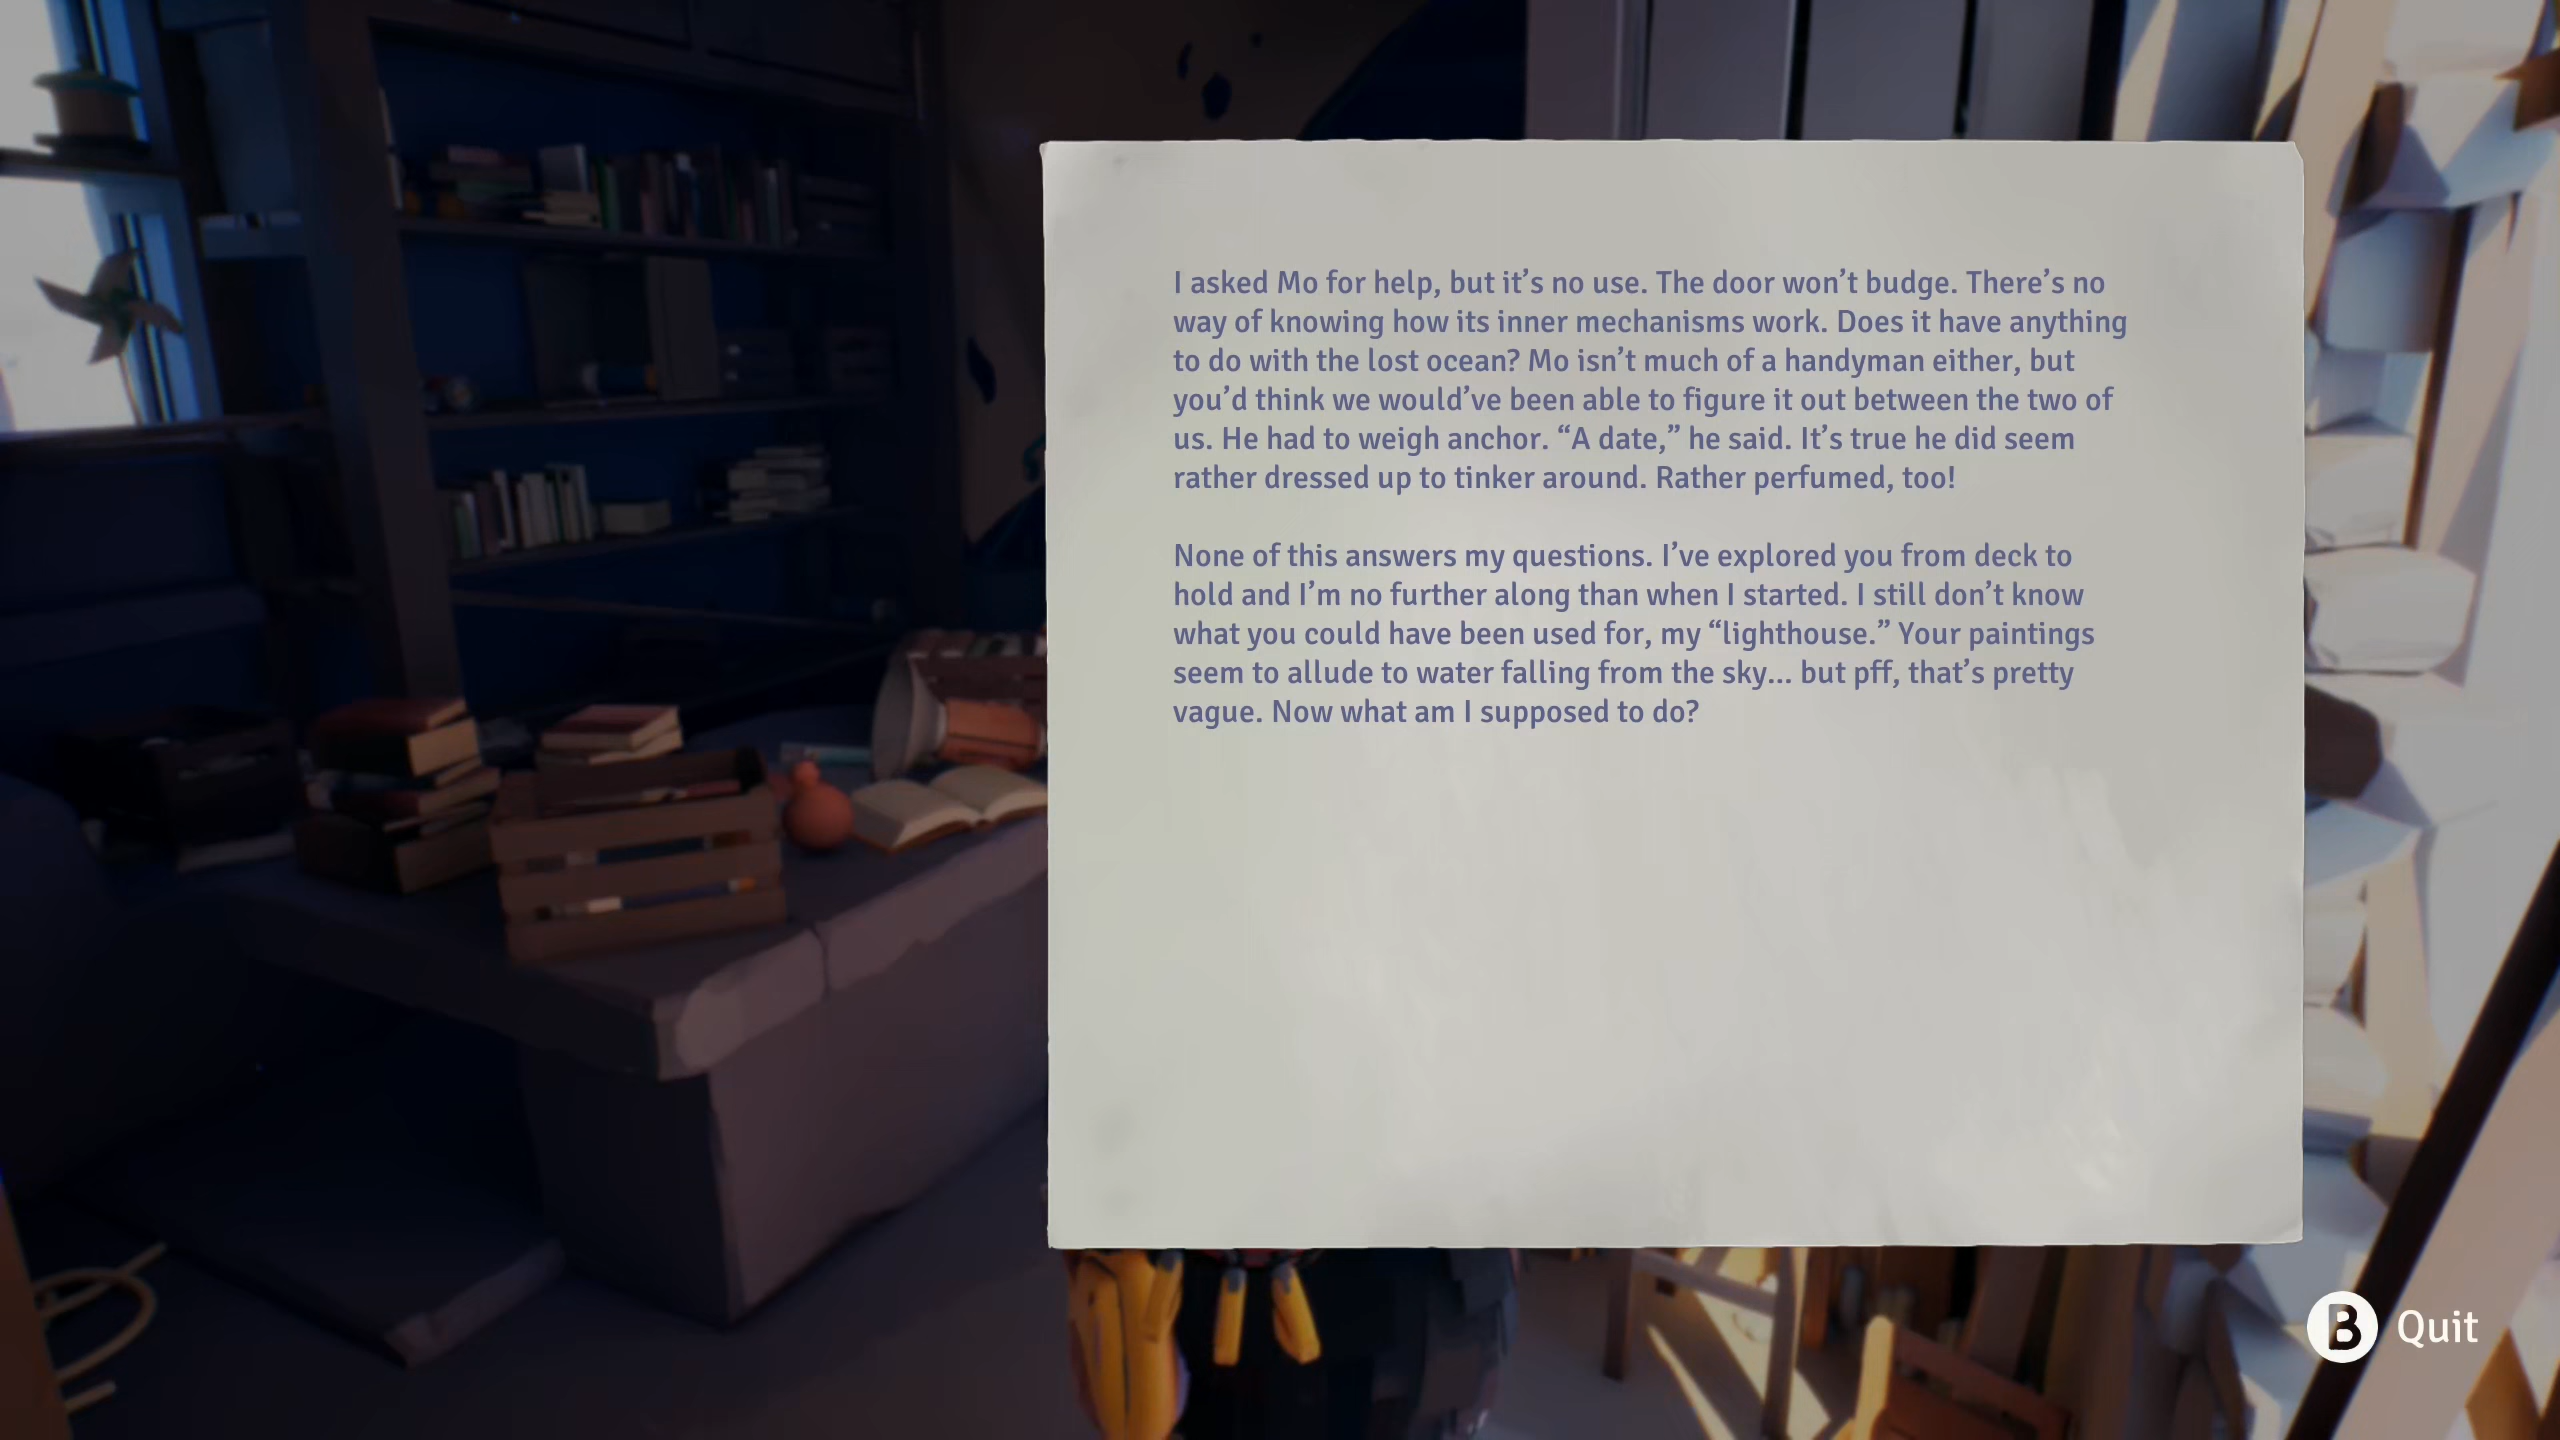 I asked Mo for help, but it’s no use. The door won’t budge. There’s no
way of knowing how its inner mechanisms work. Does it have anything
to do with the lost ocean? Mo isn’t much of a handyman either, but
you’d think we would’ve been able to figure it out between the two of
us. He had to weigh anchor. “A date,” he said. It’s true he did seem
rather dressed up to tinker around. Rather perfumed, too!
None of this answers my questions. I’ve explored you from deck to
hold and I’m no further along than when I started. I still don’t know
what you could have been used for, my “lighthouse.” Your paintings
seem to allude to water falling from the sky... but pff, that’s pretty
vague. Now what am I supposed to do?
B Quit